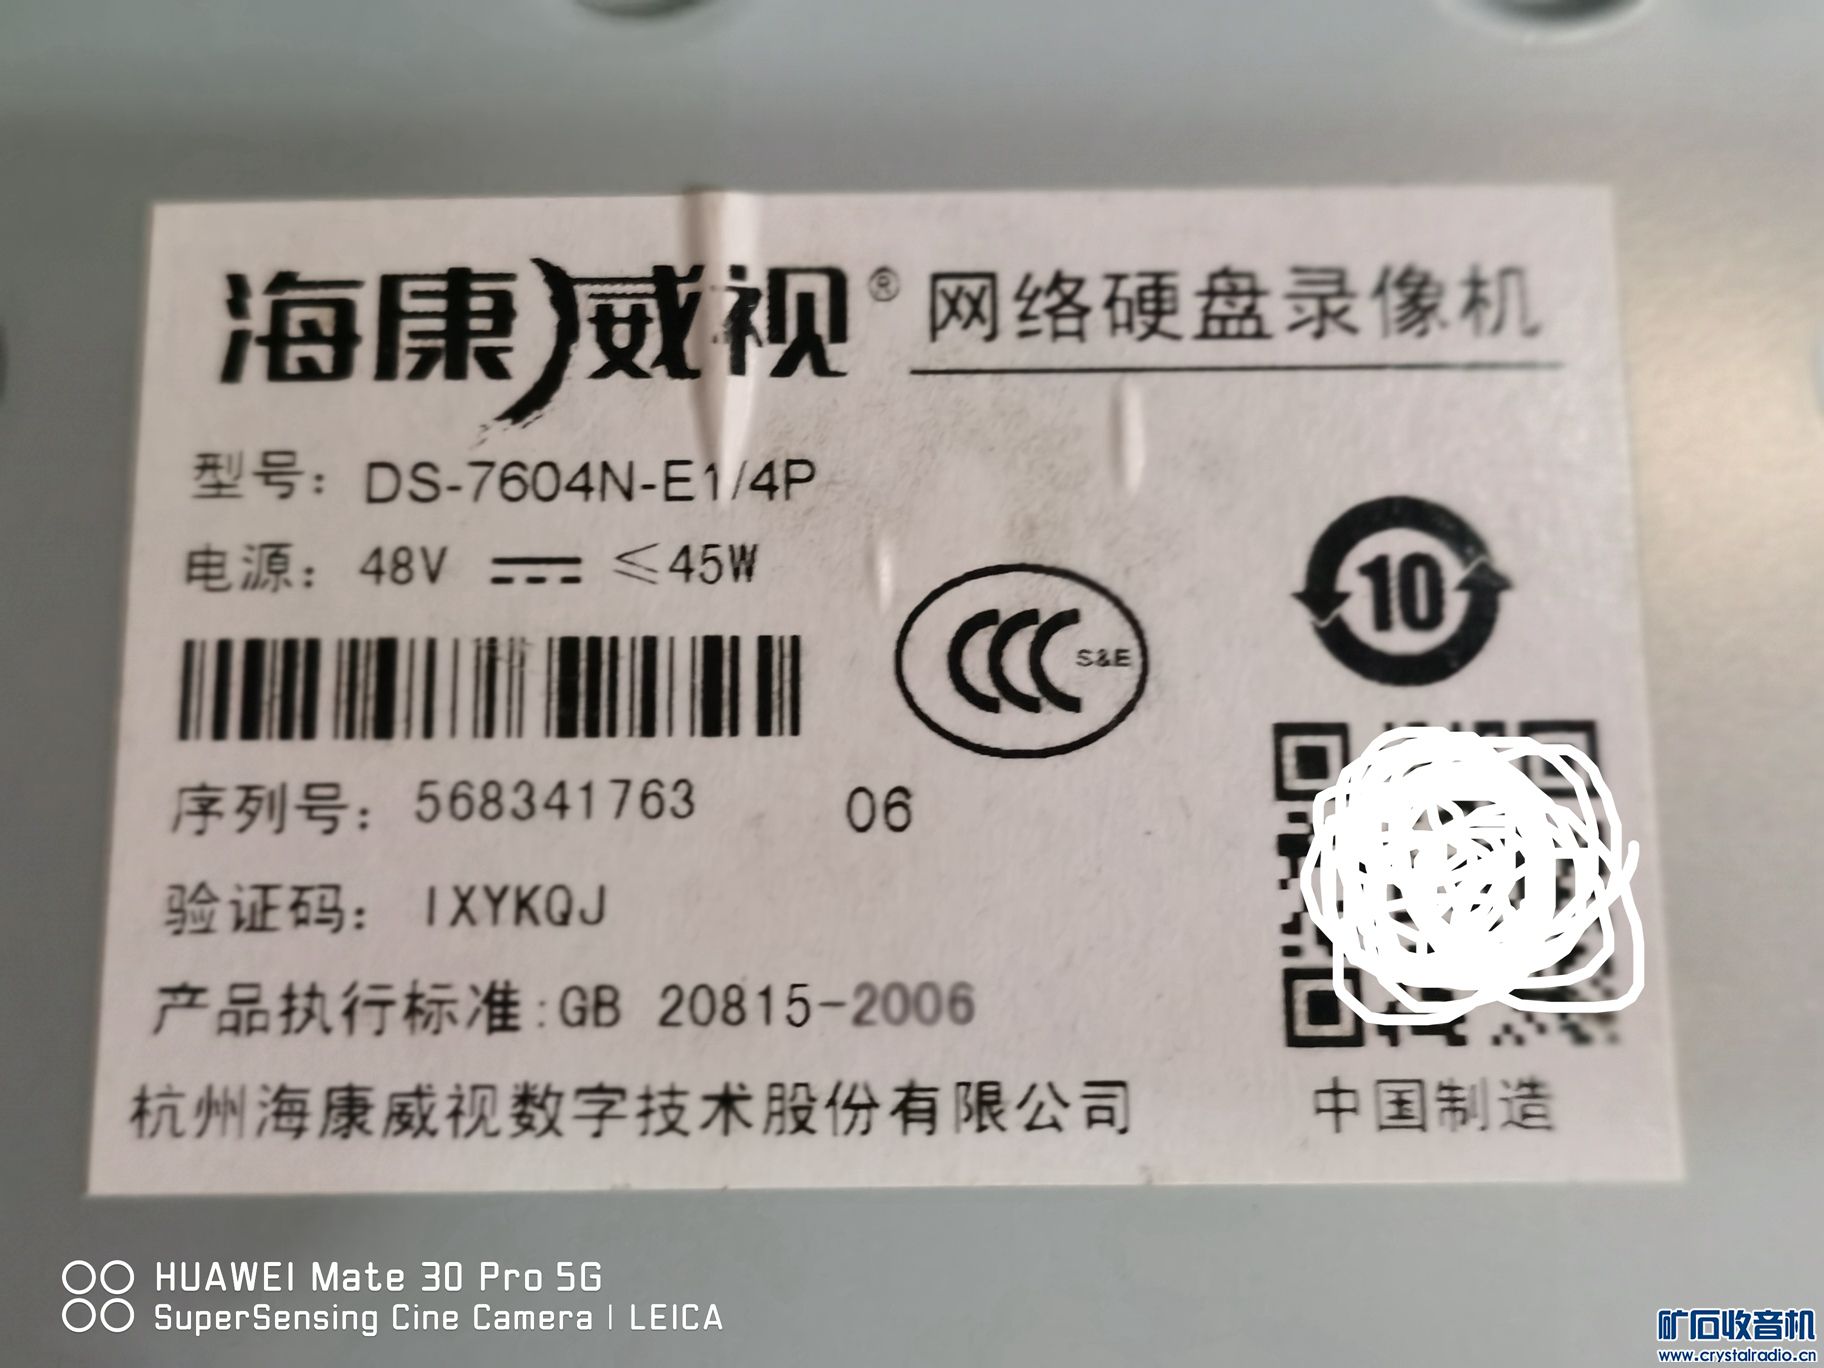 海康威视® 网络硬盘录像机
型号: DS-7604N-E1/4P
电源: 48V ⎓ ≤45W
10
CCC S&E
序列号: 568341763 06
验证码: IXYKQJ
产品执行标准:GB 20815-2006
杭州海康威视数字技术股份有限公司
中国制造
HUAWEI Mate 30 Pro 5G
SuperSensing Cine Camera | LEICA
矿石收音机
www.crystalradio.cn